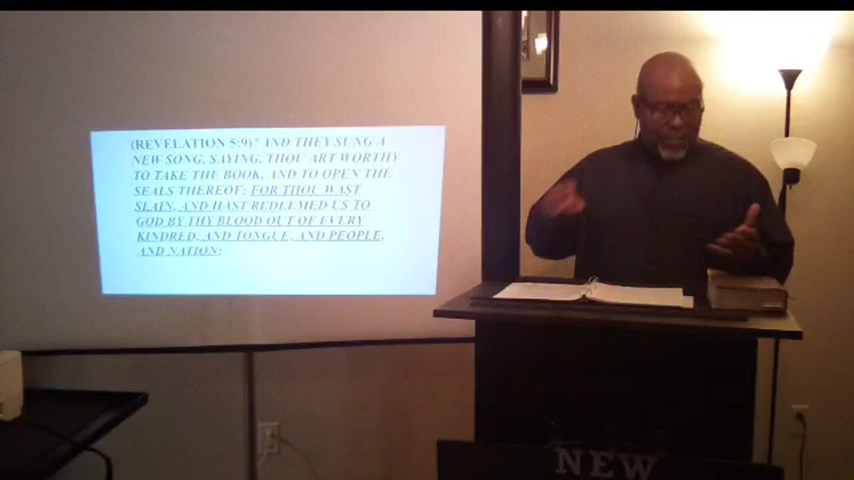 (REVELATION 5:9)" AND THEY SUNG A
NEW SONG, SAYING, THOU ART WORTHY
TO TAKE THE BOOK, AND TO OPEN THE
SEALS THEREOF: FOR THOU WAST
SLAIN, AND HAST REDEEMED US TO
GOD BY THY BLOOD OUT OF EVERY
KINDRED, AND TONGUE, AND PEOPLE,
AND NATION:
NEW